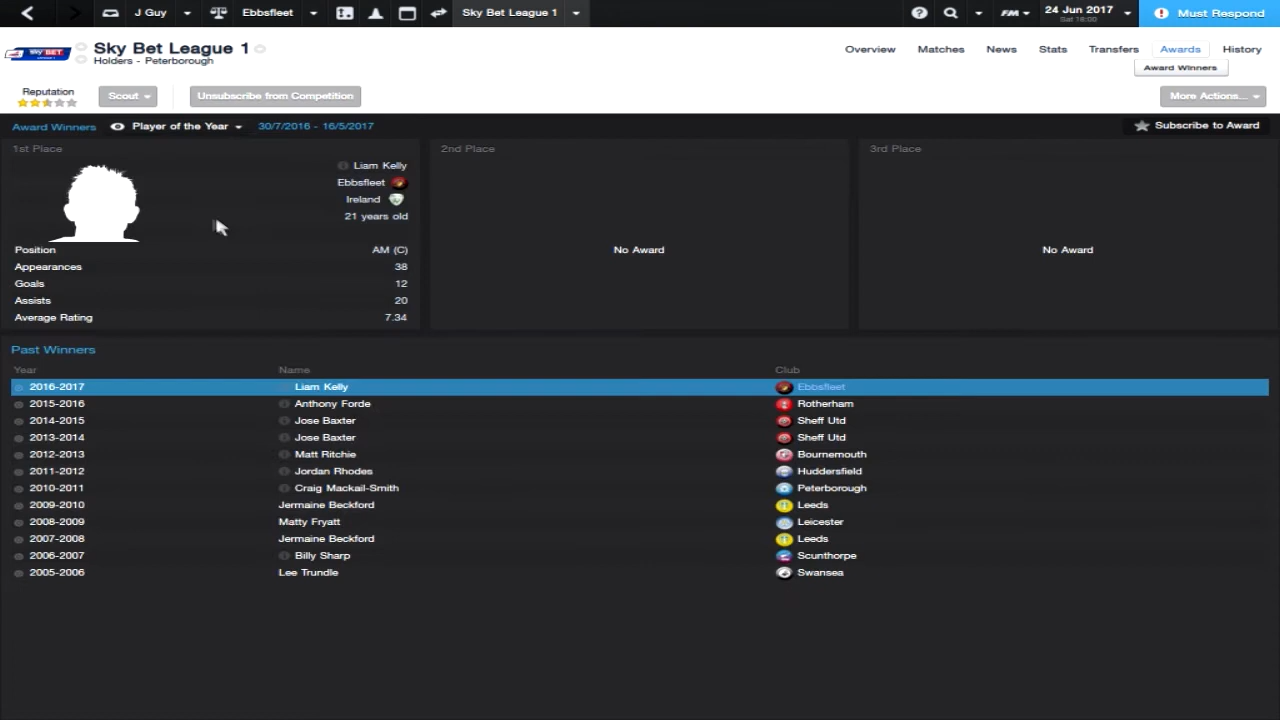 J Guy Ebbsfleet Sky Bet League 1 FM 24 Jun 2017 Must Respond
Sat 16:00
sky BET Sky Bet League 1 Overview Matches News Stats Transfers Awards History
Holders - Peterborough Award Winners
Reputation Scout Unsubscribe from Competition More Actions...
Award Winners Player of the Year 30/7/2016 - 16/5/2017 Subscribe to Award
1st Place 2nd Place 3rd Place
Liam Kelly
Ebbsfleet
Ireland
21 years old
Position AM (C) No Award No Award
Appearances 38
Goals 12
Assists 20
Average Rating 7.34
Past Winners
Year Name Club
2016-2017 Liam Kelly Ebbsfleet
2015-2016 Anthony Forde Rotherham
2014-2015 Jose Baxter Sheff Utd
2013-2014 Jose Baxter Sheff Utd
2012-2013 Matt Ritchie Bournemouth
2011-2012 Jordan Rhodes Huddersfield
2010-2011 Craig Mackail-Smith Peterborough
2009-2010 Jermaine Beckford Leeds
2008-2009 Matty Fryatt Leicester
2007-2008 Jermaine Beckford Leeds
2006-2007 Billy Sharp Scunthorpe
2005-2006 Lee Trundle Swansea